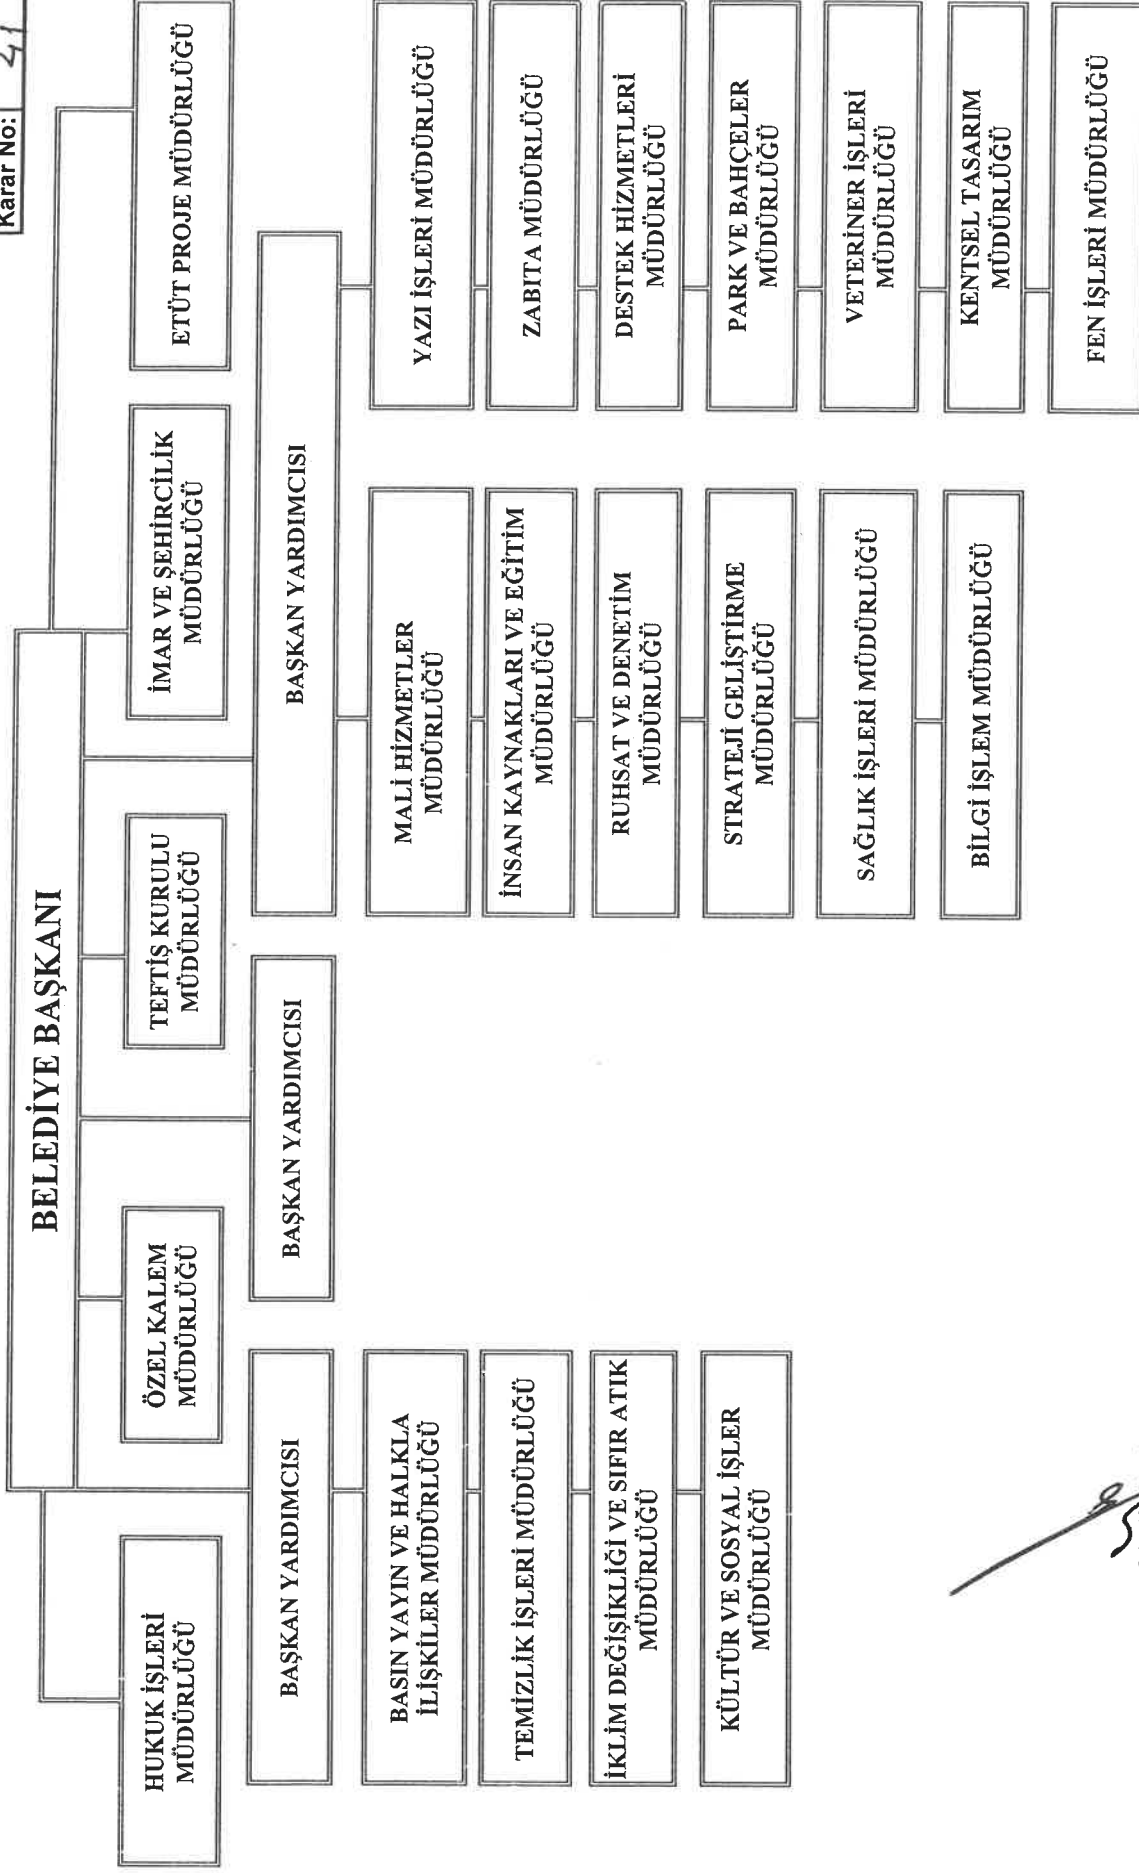 Karar No: 41
BELEDİYE BAŞKANI
HUKUK İŞLERİ
MÜDÜRLÜĞÜ
ÖZEL KALEM
MÜDÜRLÜĞÜ
TEFTİŞ KURULU
MÜDÜRLÜĞÜ
İMAR VE ŞEHİRCİLİK
MÜDÜRLÜĞÜ
ETÜT PROJE MÜDÜRLÜĞÜ
BAŞKAN YARDIMCISI
BAŞKAN YARDIMCISI
BAŞKAN YARDIMCISI
BASIN YAYIN VE HALKLA
İLİŞKİLER MÜDÜRLÜĞÜ
TEMİZLİK İŞLERİ MÜDÜRLÜĞÜ
İKLİM DEĞİŞİKLİĞİ VE SIFIR ATIK
MÜDÜRLÜĞÜ
KÜLTÜR VE SOSYAL İŞLER
MÜDÜRLÜĞÜ
MALİ HİZMETLER
MÜDÜRLÜĞÜ
İNSAN KAYNAKLARI VE EĞİTİM
MÜDÜRLÜĞÜ
RUHSAT VE DENETİM
MÜDÜRLÜĞÜ
STRATEJİ GELİŞTİRME
MÜDÜRLÜĞÜ
SAĞLIK İŞLERİ MÜDÜRLÜĞÜ
BİLGİ İŞLEM MÜDÜRLÜĞÜ
YAZI İŞLERİ MÜDÜRLÜĞÜ
ZABITA MÜDÜRLÜĞÜ
DESTEK HİZMETLERİ
MÜDÜRLÜĞÜ
PARK VE BAHÇELER
MÜDÜRLÜĞÜ
VETERİNER İŞLERİ
MÜDÜRLÜĞÜ
KENTSEL TASARIM
MÜDÜRLÜĞÜ
FEN İŞLERİ MÜDÜRLÜĞÜ